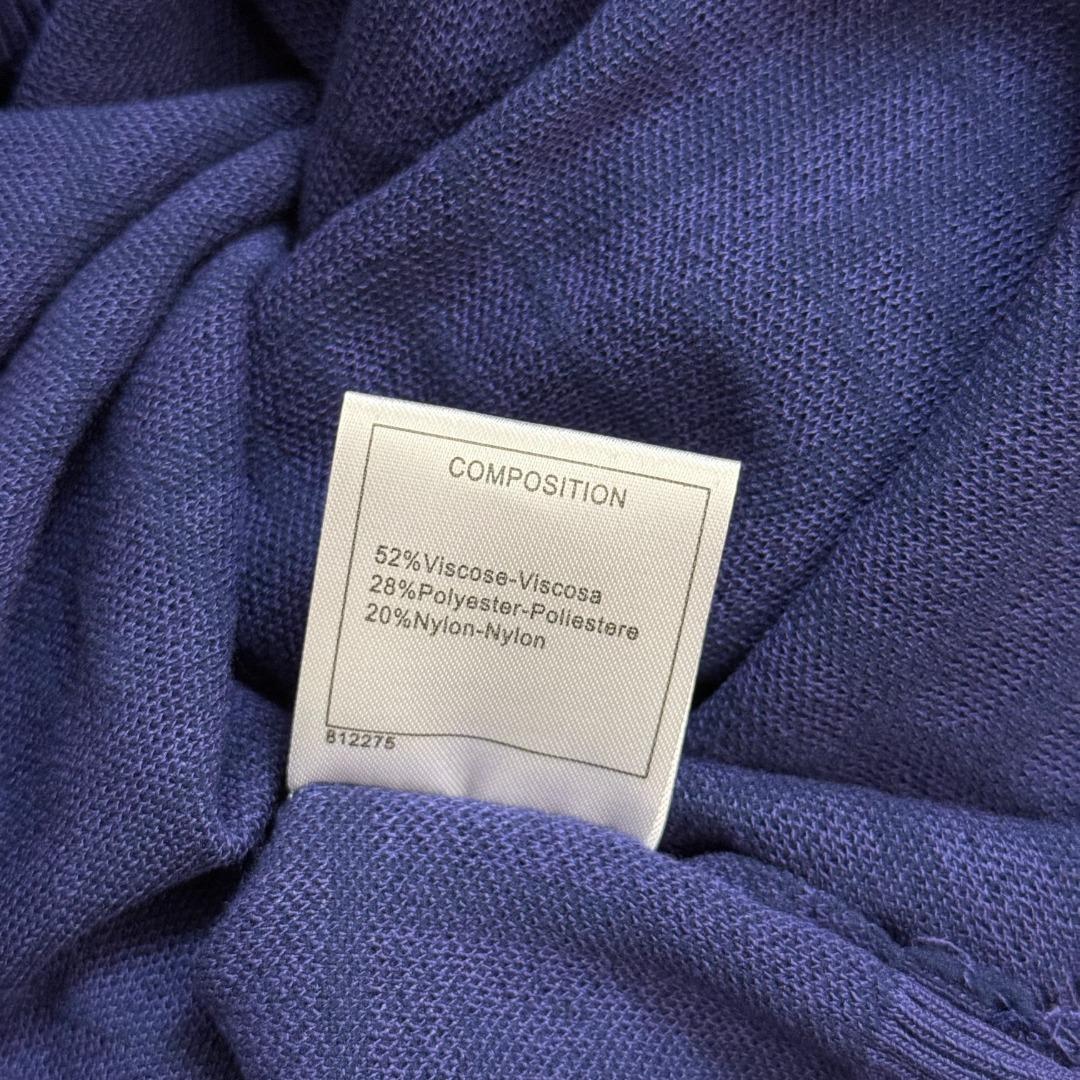 COMPOSITION
52%Viscose-Viscosa
28%Polyester-Poliestere
20%Nylon-Nylon
812275